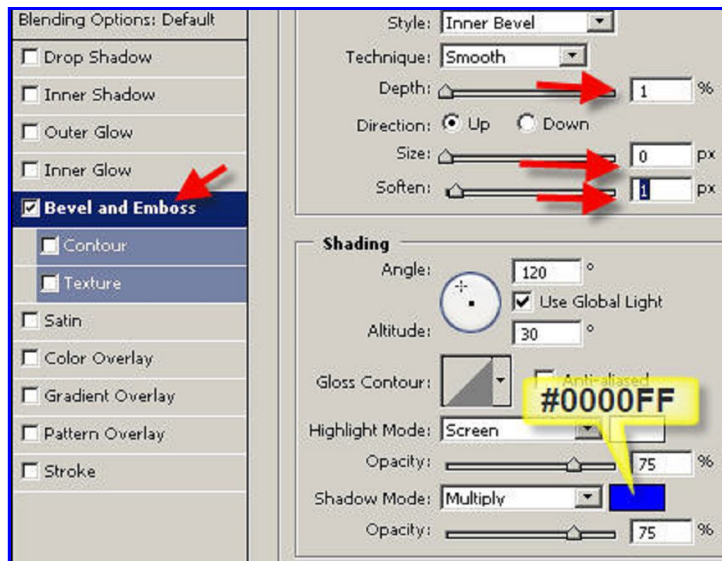 Blending Options: Default
Drop Shadow
Inner Shadow
Outer Glow
Inner Glow
Bevel and Emboss
Contour
Texture
Satin
Color Overlay
Gradient Overlay
Pattern Overlay
Stroke
Style: Inner Bevel
Technique: Smooth
Depth: 1 %
Direction: Up Down
Size: 0 px
Soften: 1 px
Shading
Angle: 120 °
Use Global Light
Altitude: 30 °
Gloss Contour: Anti-aliased
#0000FF
Highlight Mode: Screen
Opacity: 75 %
Shadow Mode: Multiply
Opacity: 75 %